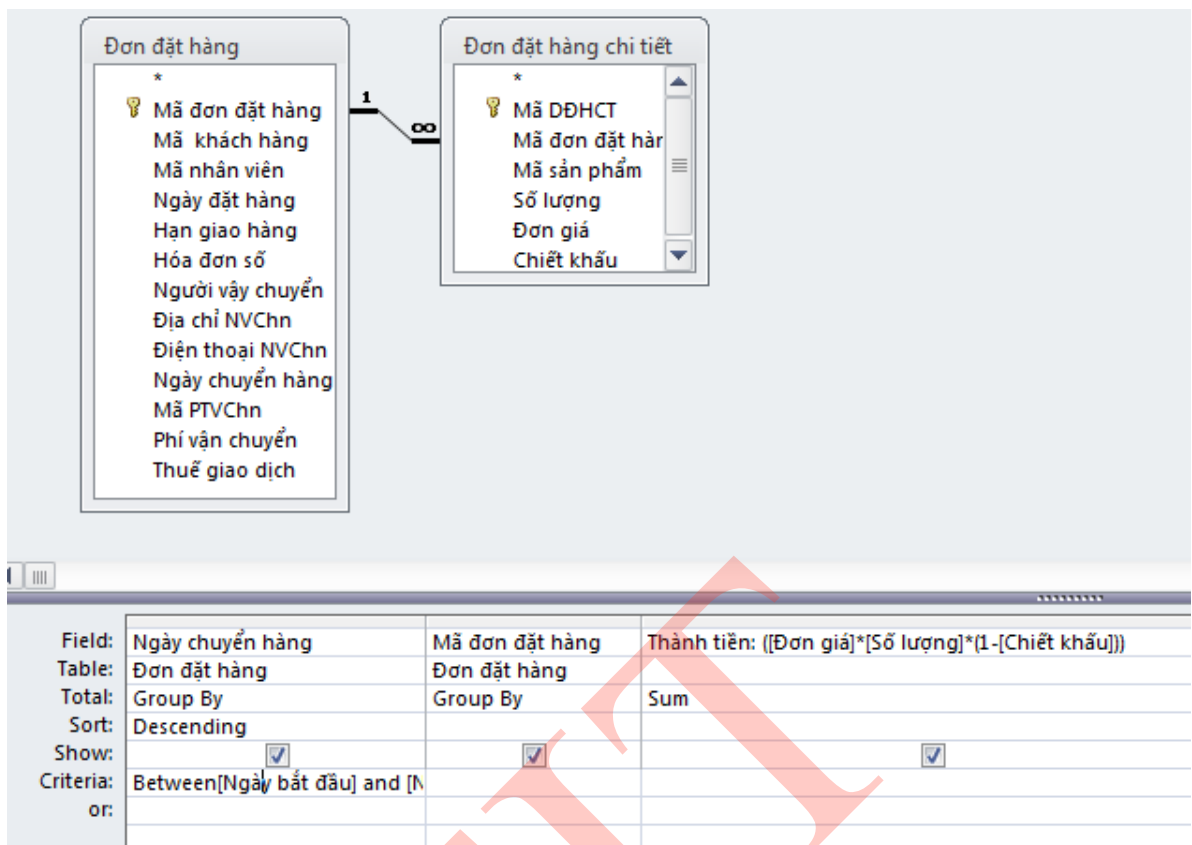 Đơn đặt hàng
*
Mã đơn đặt hàng
Mã khách hàng
Mã nhân viên
Ngày đặt hàng
Hạn giao hàng
Hóa đơn số
Người vậy chuyển
Địa chỉ NVChn
Điện thoại NVChn
Ngày chuyển hàng
Mã PTVChn
Phí vận chuyển
Thuế giao dịch
1
∞
Đơn đặt hàng chi tiết
*
Mã DĐHCT
Mã đơn đặt hàr
Mã sản phẩm
Số lượng
Đơn giá
Chiết khấu
Field: Ngày chuyển hàng Mã đơn đặt hàng Thành tiền: ([Đơn giá]*[Số lượng]*(1-[Chiết khấu]))
Table: Đơn đặt hàng Đơn đặt hàng
Total: Group By Group By Sum
Sort: Descending
Show:
Criteria: Between[Ngày bắt đầu] and [N
or: